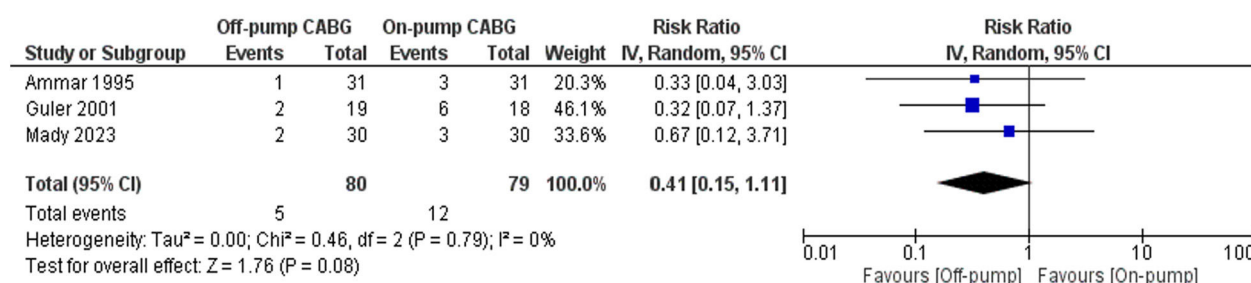 Off-pump CABG On-pump CABG Risk Ratio Risk Ratio
Study or Subgroup Events Total Events Total Weight IV, Random, 95% CI IV, Random, 95% CI
Ammar 1995 1 31 3 31 20.3% 0.33 [0.04, 3.03]
Guler 2001 2 19 6 18 46.1% 0.32 [0.07, 1.37]
Mady 2023 2 30 3 30 33.6% 0.67 [0.12, 3.71]
Total (95% CI) 80 79 100.0% 0.41 [0.15, 1.11]
Total events 5 12
Heterogeneity: Tau² = 0.00; Chi² = 0.46, df = 2 (P = 0.79); I² = 0%
Test for overall effect: Z = 1.76 (P = 0.08)
0.01 0.1 1 10 100
Favours [Off-pump] Favours [On-pump]